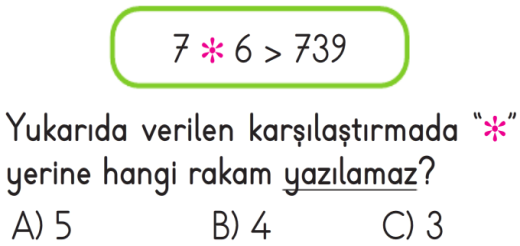 7 * 6 > 739
Yukarıda verilen karşılaştırmada "*"
yerine hangi rakam yazılamaz?
A) 5 B) 4 C) 3